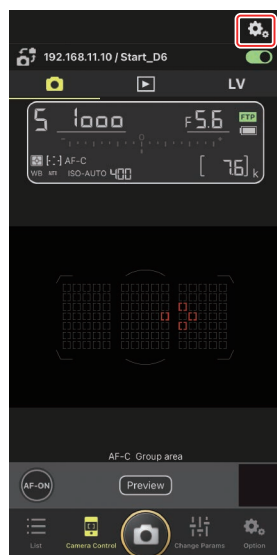 192.168.11.10 / Start_D6
LV
S 1000 F5.6 FTP
AF-C
WB ISO-AUTO 400 [ 7.6] k
AF-C Group area
AF-ON Preview
List Camera Control Change Params Option